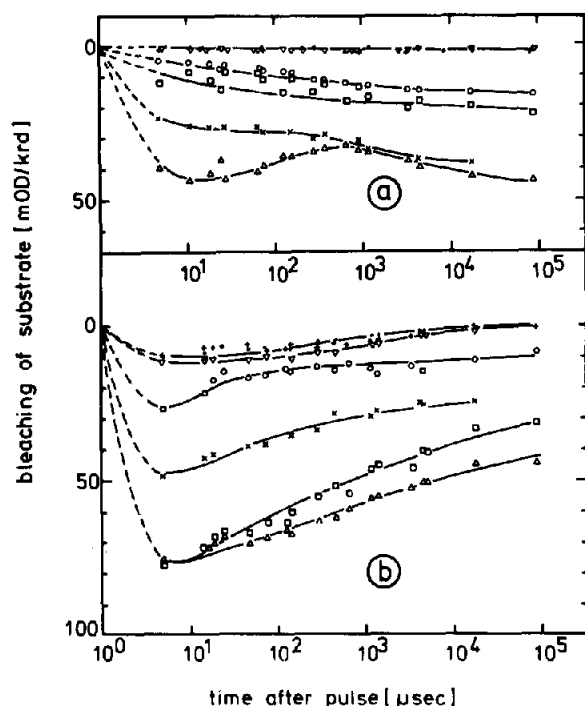 0
50
a
10¹ 10² 10³ 10⁴ 10⁵
0
50
100
b
10⁰ 10¹ 10² 10³ 10⁴ 10⁵
bleaching of substrate [mOD/krd]
time after pulse [μsec]